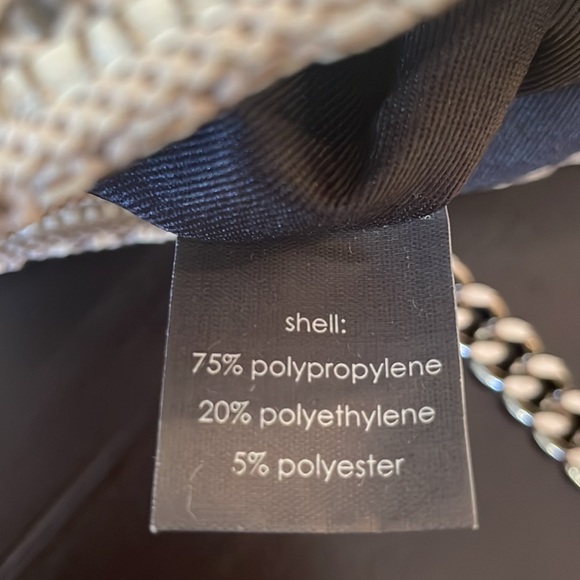 shell:
75% polypropylene
20% polyethylene
5% polyester